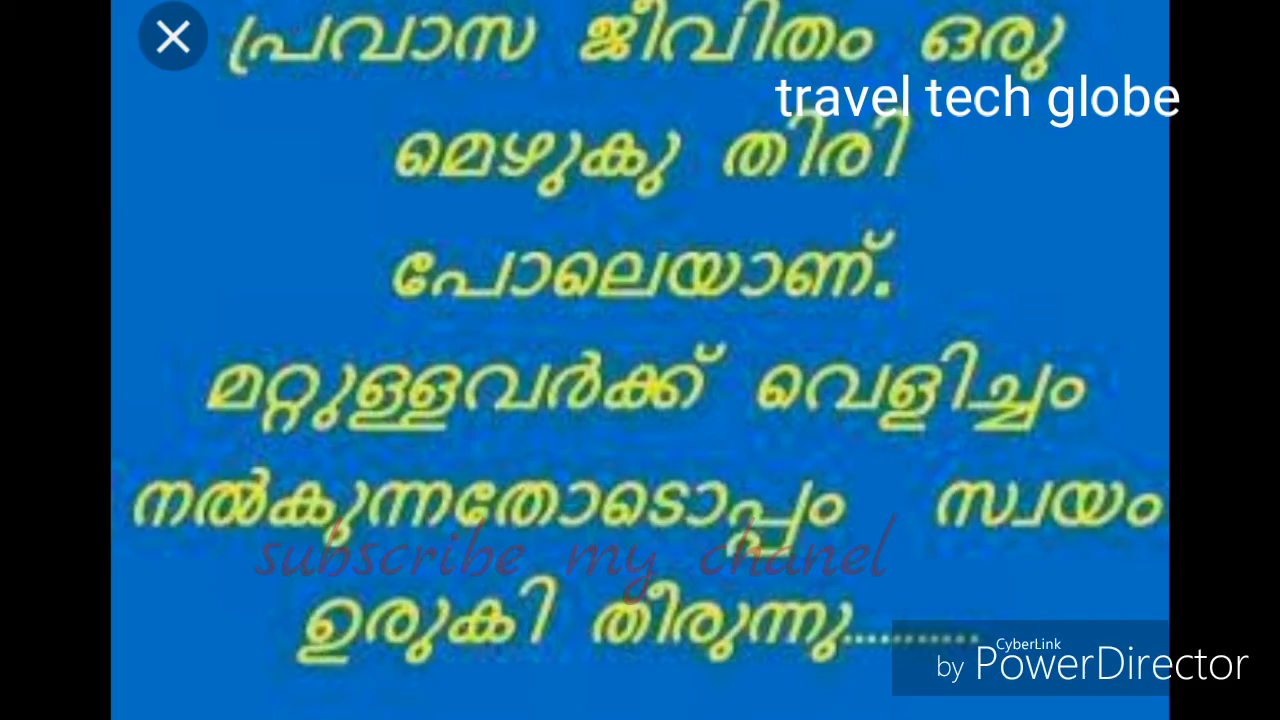 പ്രവാസ ജീവിതം ഒരു
travel tech globe
മെഴുകു തിരി
പോലെയാണ്.
മറ്റുള്ളവർക്ക് വെളിച്ചം
നൽകുന്നതോടൊപ്പം സ്വയം
subscribe my chanel
ഉരുകി തീരുന്നു...........
CyberLink
by PowerDirector